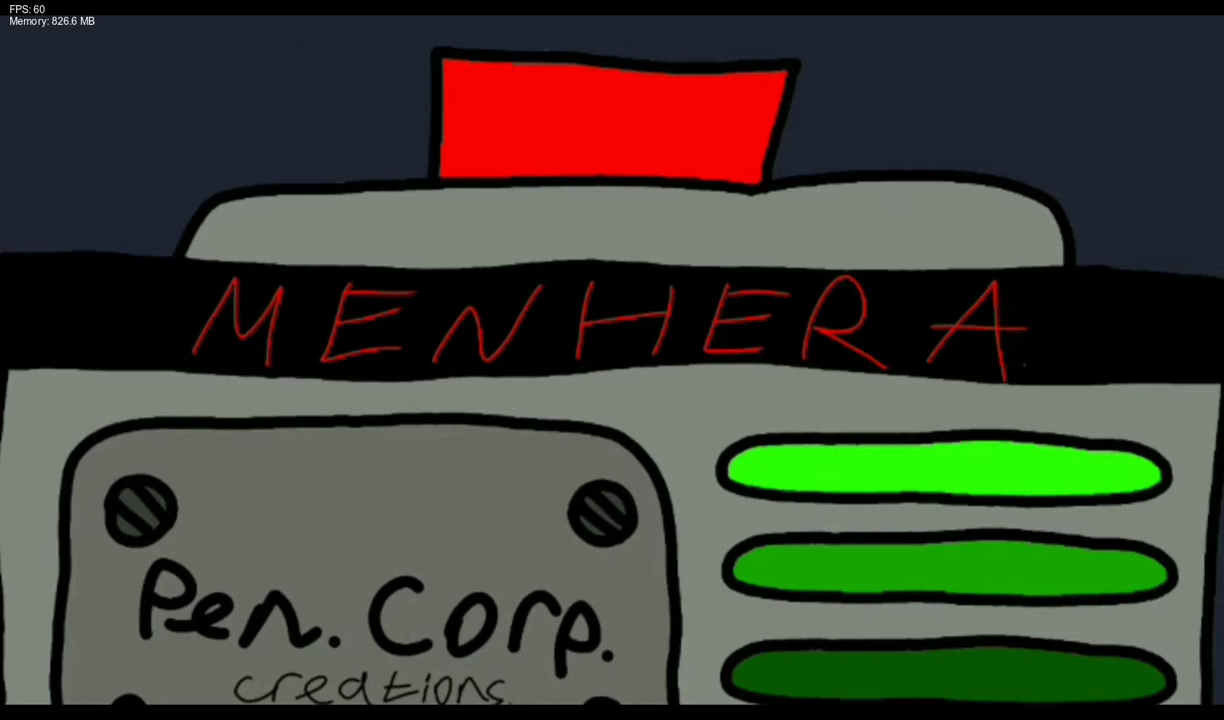 FPS: 60
Memory: 826.6 MB
MENHERA
Pen. Corp.
creations